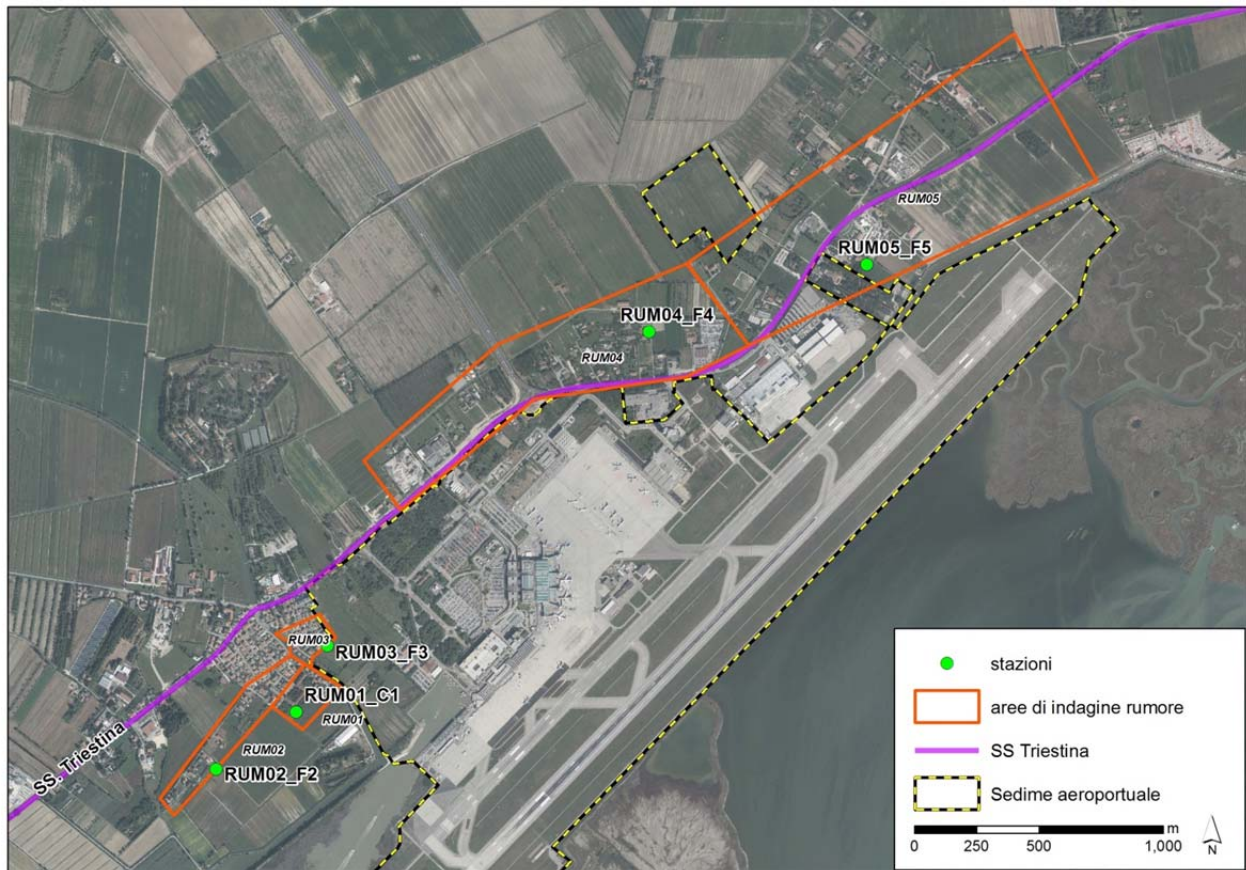 RUM05
RUM05_F5
RUM04_F4
RUM04
RUM03
RUM03_F3
RUM01_C1
RUM01
RUM02
RUM02_F2
SS. Triestina
stazioni
aree di indagine rumore
SS Triestina
Sedime aeroportuale
m
0 250 500 1,000
N